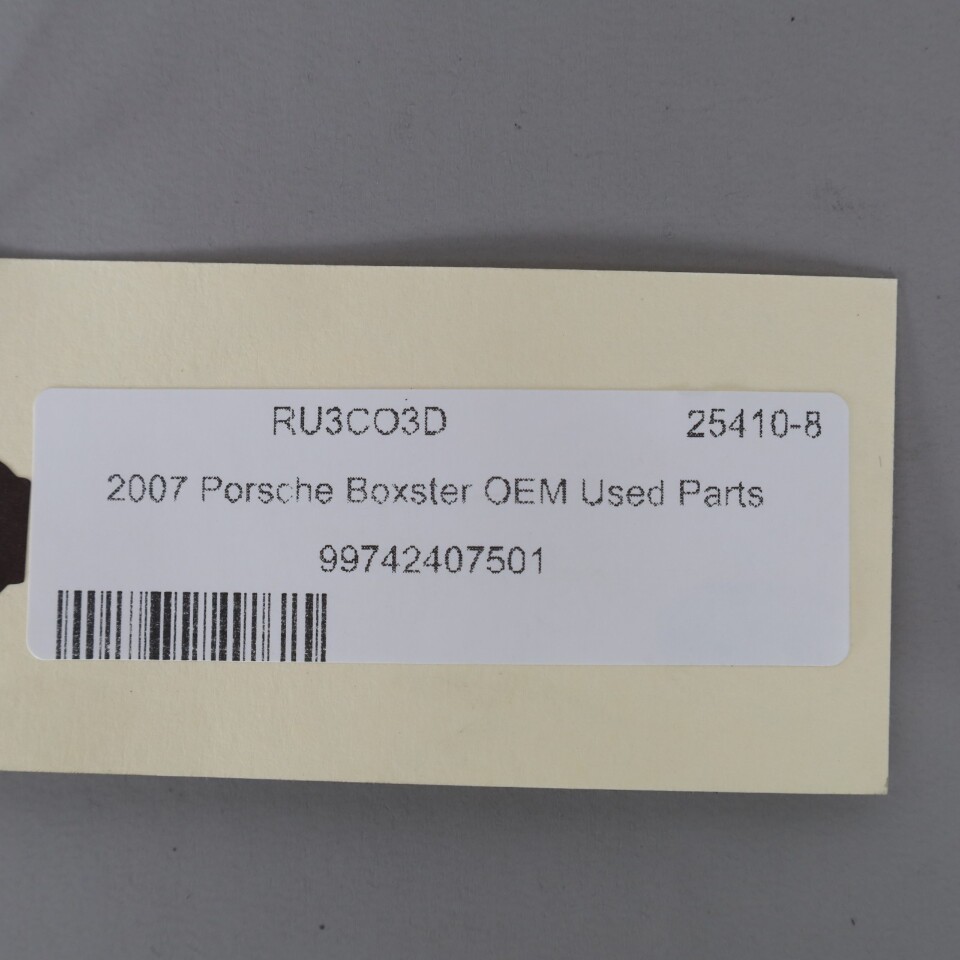 RU3CO3D 25410-8
2007 Porsche Boxster OEM Used Parts
99742407501